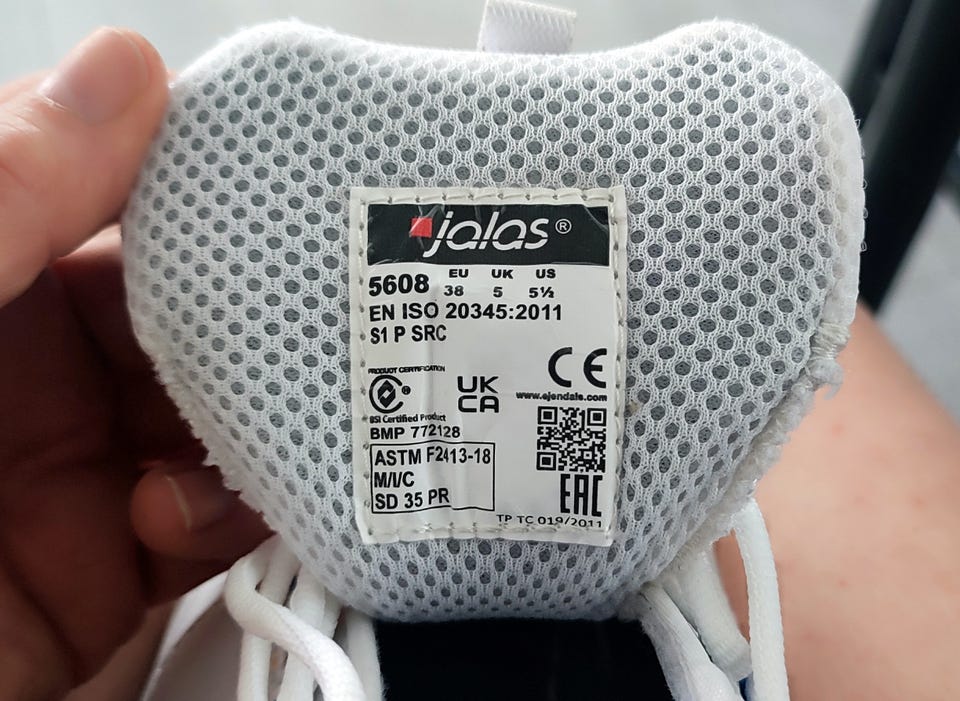 jalas®
5608 EU UK US
38 5 5½
EN ISO 20345:2011
S1 P SRC
PRODUCT CERTIFICATION
CE
UK
CA
www.ejendals.com
BSI Certified Product
BMP 772128
ASTM F2413-18
M/I/C
SD 35 PR
EAC
TP TC 019/2011